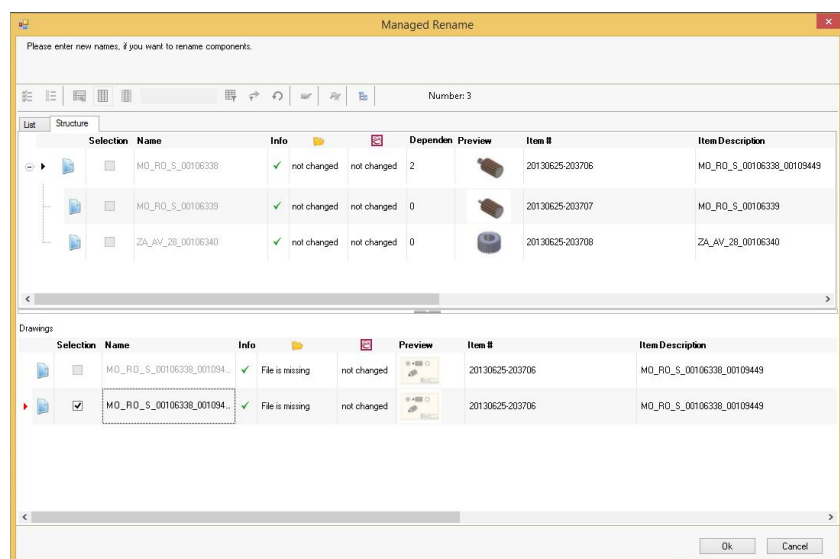 Managed Rename
Please enter new names, if you want to rename components.
Number: 3
List Structure
Selection Name Info Dependen Preview Item # Item Description
MO_RO_S_00106338 not changed not changed 2 20130625-203706 MO_RO_S_00106338_00109449
MO_RO_S_00106339 not changed not changed 0 20130625-203707 MO_RO_S_00106339
ZA_AV_28_00106340 not changed not changed 0 20130625-203708 ZA_AV_28_00106340
Drawings
Selection Name Info Preview Item # Item Description
MO_RO_S_00106338_001094... File is missing not changed 20130625-203706 MO_RO_S_00106338_00109449
MO_RO_S_00106338_001094... File is missing not changed 20130625-203706 MO_RO_S_00106338_00109449
Ok Cancel